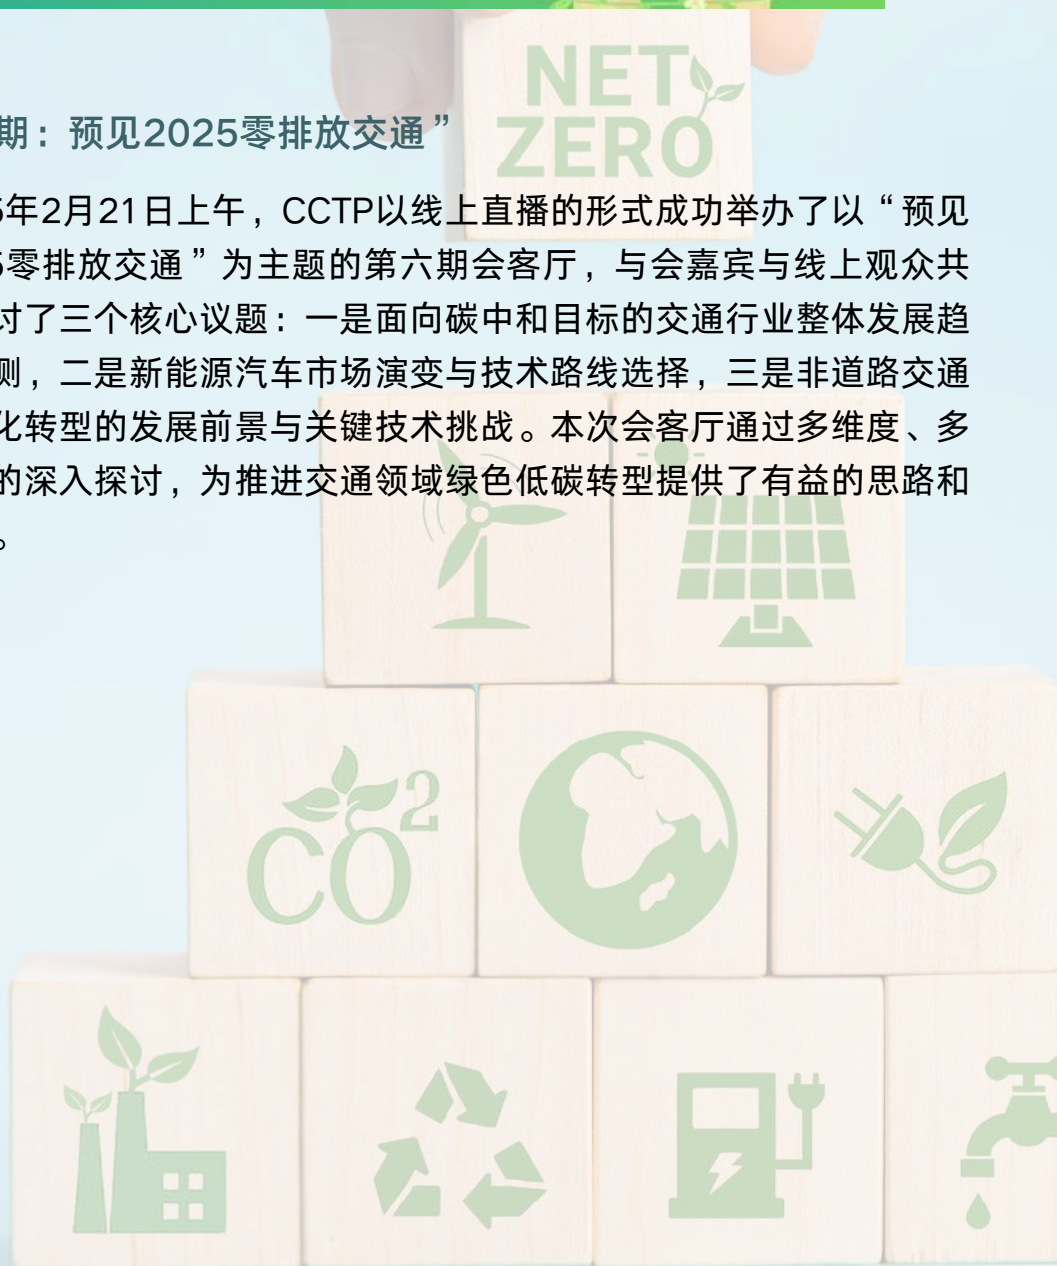 NET
ZERO
期：预见2025零排放交通”
年2月21日上午，CCTP以线上直播的形式成功举办了以“预见
零排放交通”为主题的第六期会客厅，与会嘉宾与线上观众共
讨了三个核心议题：一是面向碳中和目标的交通行业整体发展趋
测，二是新能源汽车市场演变与技术路线选择，三是非道路交通
化转型的发展前景与关键技术挑战。本次会客厅通过多维度、多
的深入探讨，为推进交通领域绿色低碳转型提供了有益的思路和
。
CO2